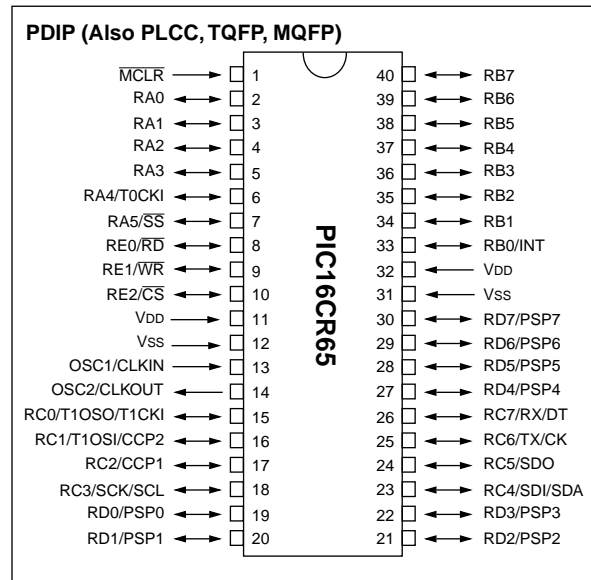 PDIP (Also PLCC, TQFP, MQFP)
MCLR 1 40 RB7
RA0 2 39 RB6
RA1 3 38 RB5
RA2 4 37 RB4
RA3 5 36 RB3
RA4/T0CKI 6 35 RB2
RA5/SS 7 34 RB1
RE0/RD 8 33 RB0/INT
RE1/WR 9 32 VDD
RE2/CS 10 31 VSS
VDD 11 30 RD7/PSP7
VSS 12 29 RD6/PSP6
OSC1/CLKIN 13 28 RD5/PSP5
OSC2/CLKOUT 14 27 RD4/PSP4
RC0/T1OSO/T1CKI 15 26 RC7/RX/DT
RC1/T1OSI/CCP2 16 25 RC6/TX/CK
RC2/CCP1 17 24 RC5/SDO
RC3/SCK/SCL 18 23 RC4/SDI/SDA
RD0/PSP0 19 22 RD3/PSP3
RD1/PSP1 20 21 RD2/PSP2
PIC16CR65